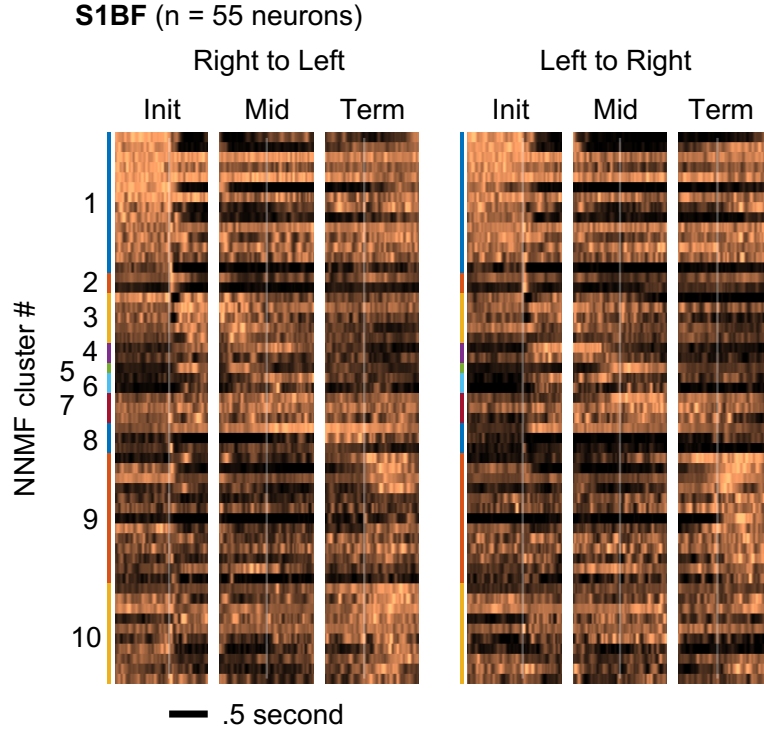 S1BF (n = 55 neurons)
Right to Left
Left to Right
Init
Mid
Term
Init
Mid
Term
NNMF cluster #
1
2
3
4
5
6
7
8
9
10
.5 second